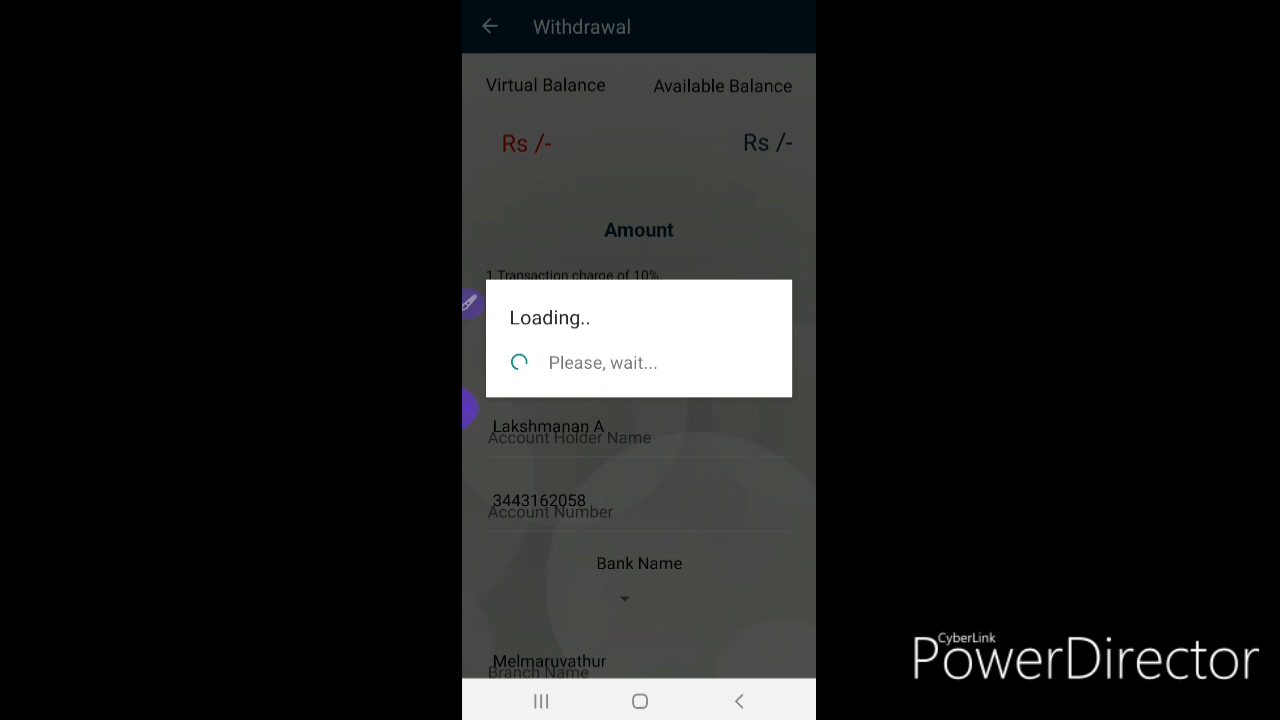 Withdrawal
Virtual Balance
Available Balance
Rs /-
Rs /-
Amount
1.Transaction charge of 10%.
Loading..
Please, wait...
Lakshmanan A
Account Holder Name
3443162058
Account Number
Bank Name
Melmaruvathur
Branch Name
CyberLink
PowerDirector